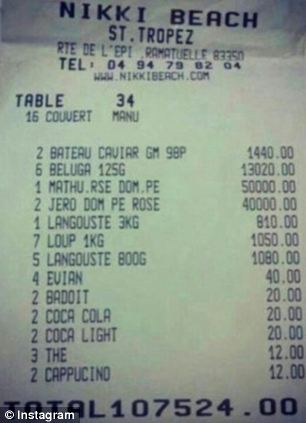 NIKKI BEACH
ST.TROPEZ
RTE DE L'EPI ,RAMATUELLE 83350
TEL: 04 94 79 82 04
WWW.NIKKIBEACH.COM
TABLE 34
16 COUVERT MANU
2 BATEAU CAVIAR GM 98P 1440.00
6 BELUGA 125G 13020.00
1 MATHU.RSE DOM.PE 50000.00
2 JERO DOM PE ROSE 40000.00
1 LANGOUSTE 3KG 810.00
7 LOUP 1KG 1050.00
5 LANGOUSTE 800G 1080.00
4 EVIAN 40.00
2 BADOIT 20.00
2 COCA COLA 20.00
2 COCA LIGHT 20.00
3 THE 12.00
2 CAPPUCINO 12.00
TOTAL107524.00
© Instagram